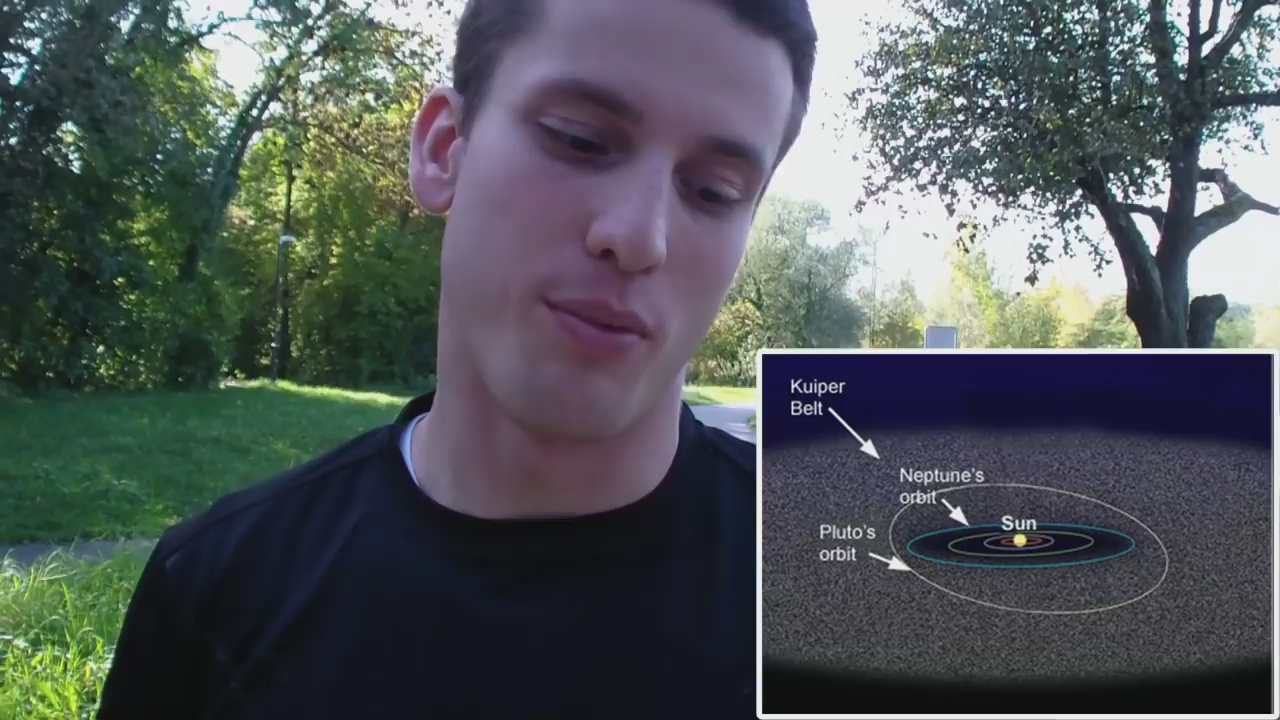 Kuiper
Belt
Neptune's
orbit
Sun
Pluto's
orbit